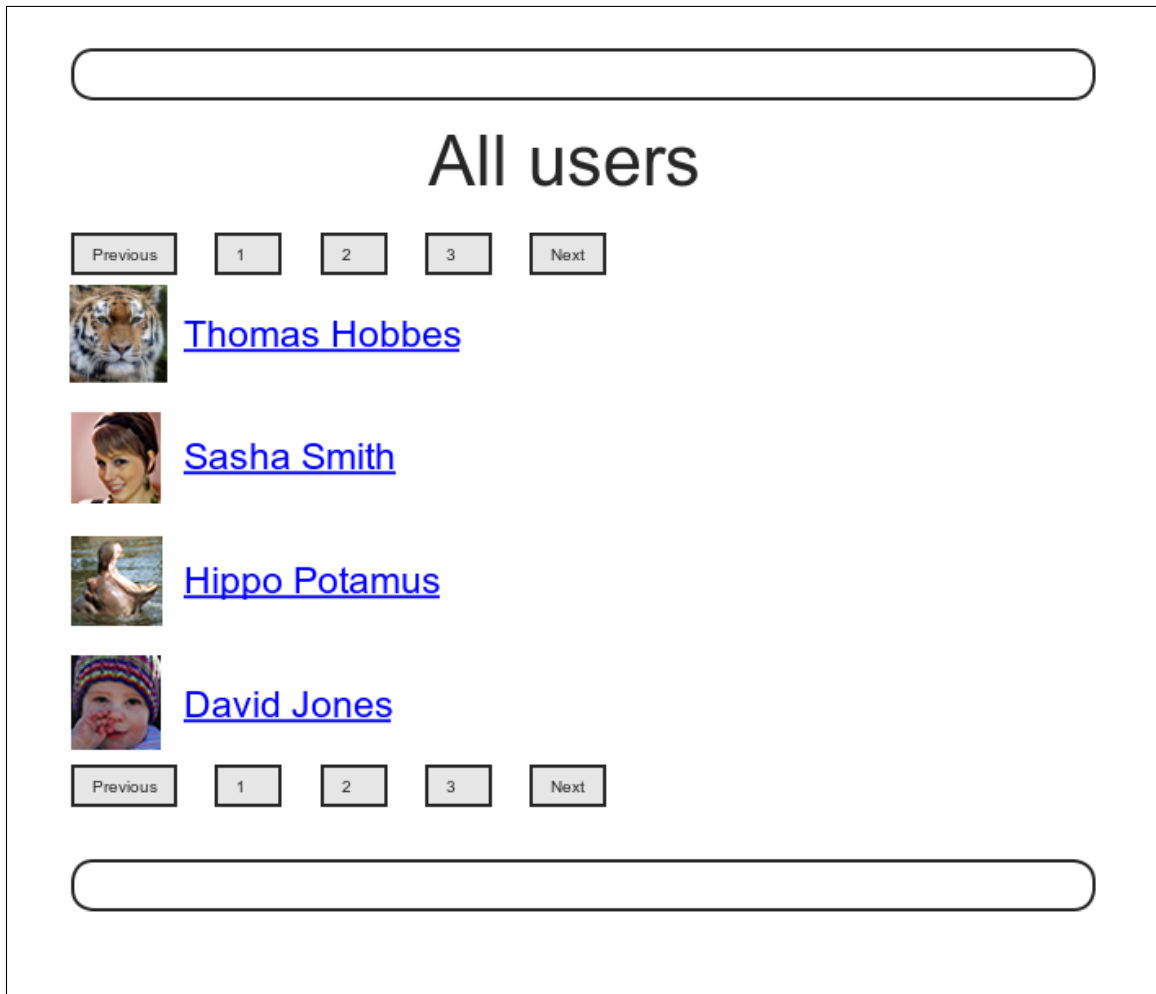 All users
Previous 1 2 3 Next
Thomas Hobbes
Sasha Smith
Hippo Potamus
David Jones
Previous 1 2 3 Next